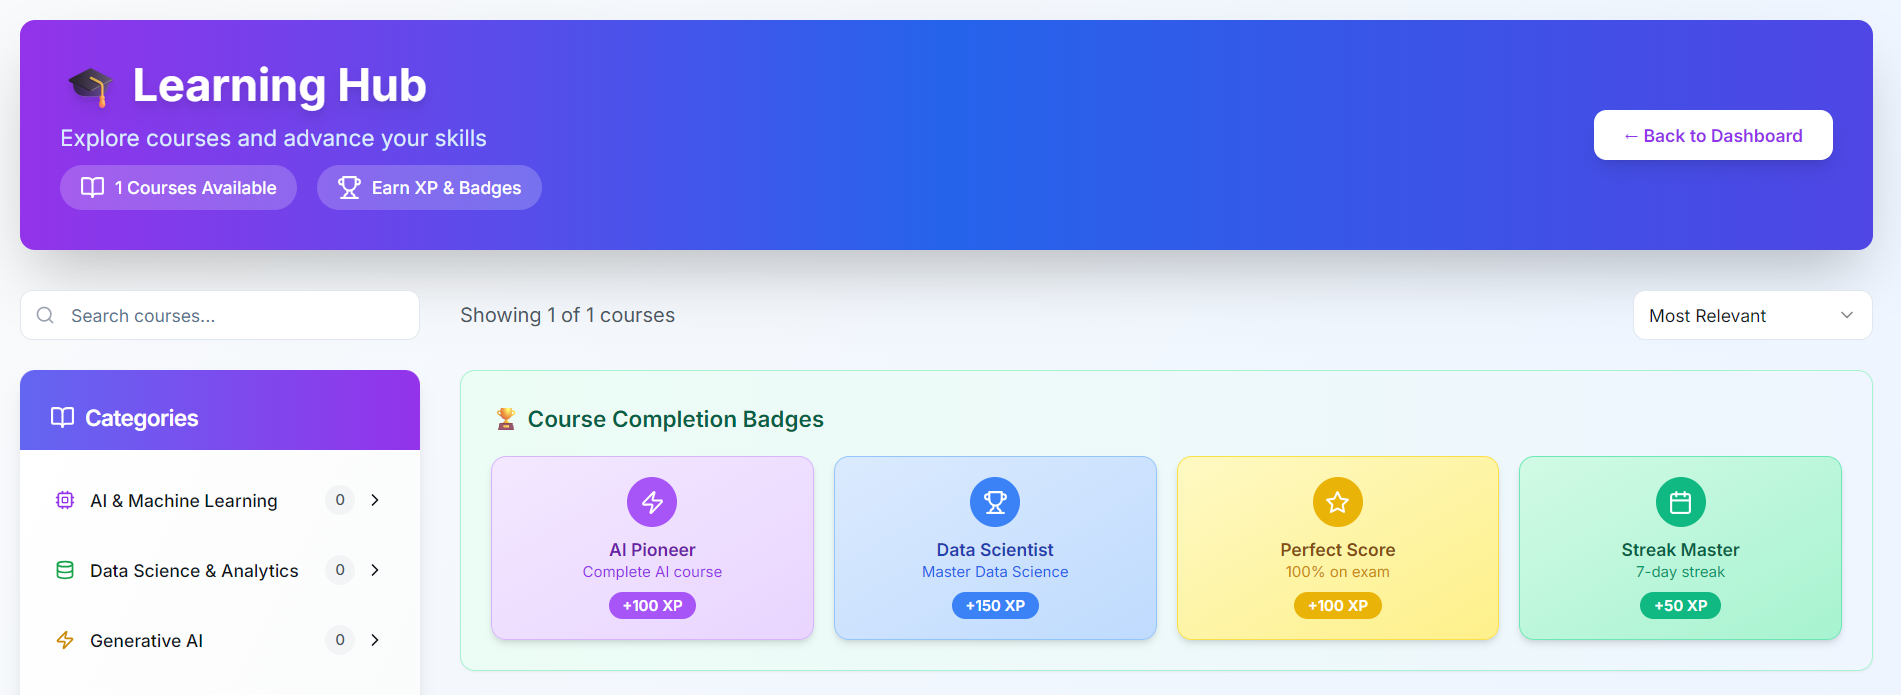 Learning Hub
Explore courses and advance your skills
1 Courses Available
Earn XP & Badges
← Back to Dashboard
Search courses...
Showing 1 of 1 courses
Most Relevant
Categories
AI & Machine Learning 0
Data Science & Analytics 0
Generative AI 0
Course Completion Badges
AI Pioneer
Complete AI course
+100 XP
Data Scientist
Master Data Science
+150 XP
Perfect Score
100% on exam
+100 XP
Streak Master
7-day streak
+50 XP